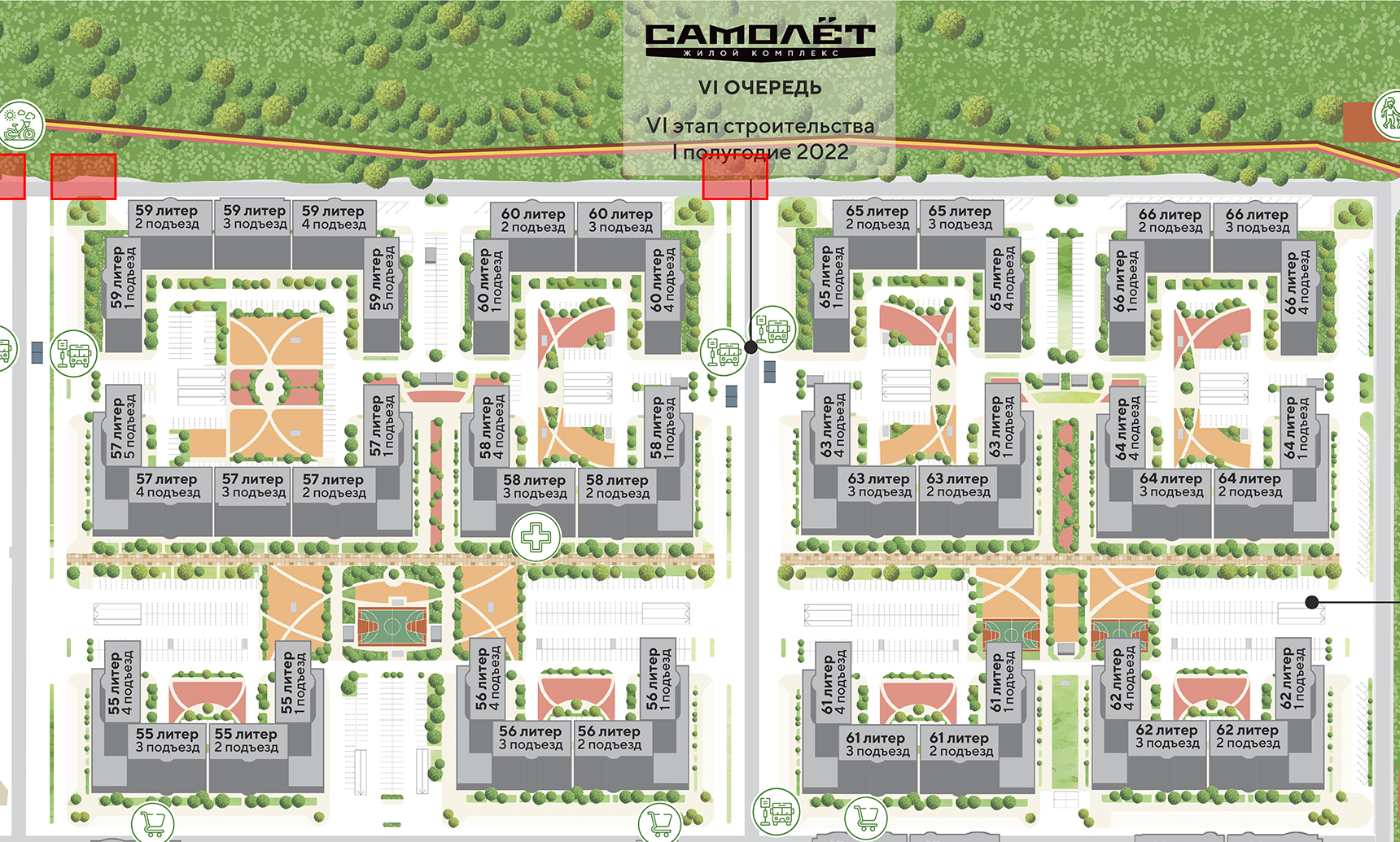 САМОЛЁТ
ЖИЛОЙ КОМПЛЕКС
VI ОЧЕРЕДЬ
VI этап строительства
I полугодие 2022
59 литер
2 подъезд
59 литер
3 подъезд
59 литер
4 подъезд
60 литер
2 подъезд
60 литер
3 подъезд
65 литер
2 подъезд
65 литер
3 подъезд
66 литер
2 подъезд
66 литер
3 подъезд
59 литер
1 подъезд
59 литер
5 подъезд
60 литер
1 подъезд
60 литер
4 подъезд
65 литер
1 подъезд
65 литер
4 подъезд
66 литер
1 подъезд
66 литер
4 подъезд
57 литер
5 подъезд
57 литер
1 подъезд
58 литер
4 подъезд
58 литер
1 подъезд
63 литер
4 подъезд
63 литер
1 подъезд
64 литер
4 подъезд
64 литер
1 подъезд
57 литер
4 подъезд
57 литер
3 подъезд
57 литер
2 подъезд
58 литер
3 подъезд
58 литер
2 подъезд
63 литер
3 подъезд
63 литер
2 подъезд
64 литер
3 подъезд
64 литер
2 подъезд
55 литер
4 подъезд
55 литер
1 подъезд
56 литер
4 подъезд
56 литер
1 подъезд
61 литер
4 подъезд
61 литер
1 подъезд
62 литер
4 подъезд
62 литер
1 подъезд
55 литер
3 подъезд
55 литер
2 подъезд
56 литер
3 подъезд
56 литер
2 подъезд
61 литер
3 подъезд
61 литер
2 подъезд
62 литер
3 подъезд
62 литер
2 подъезд